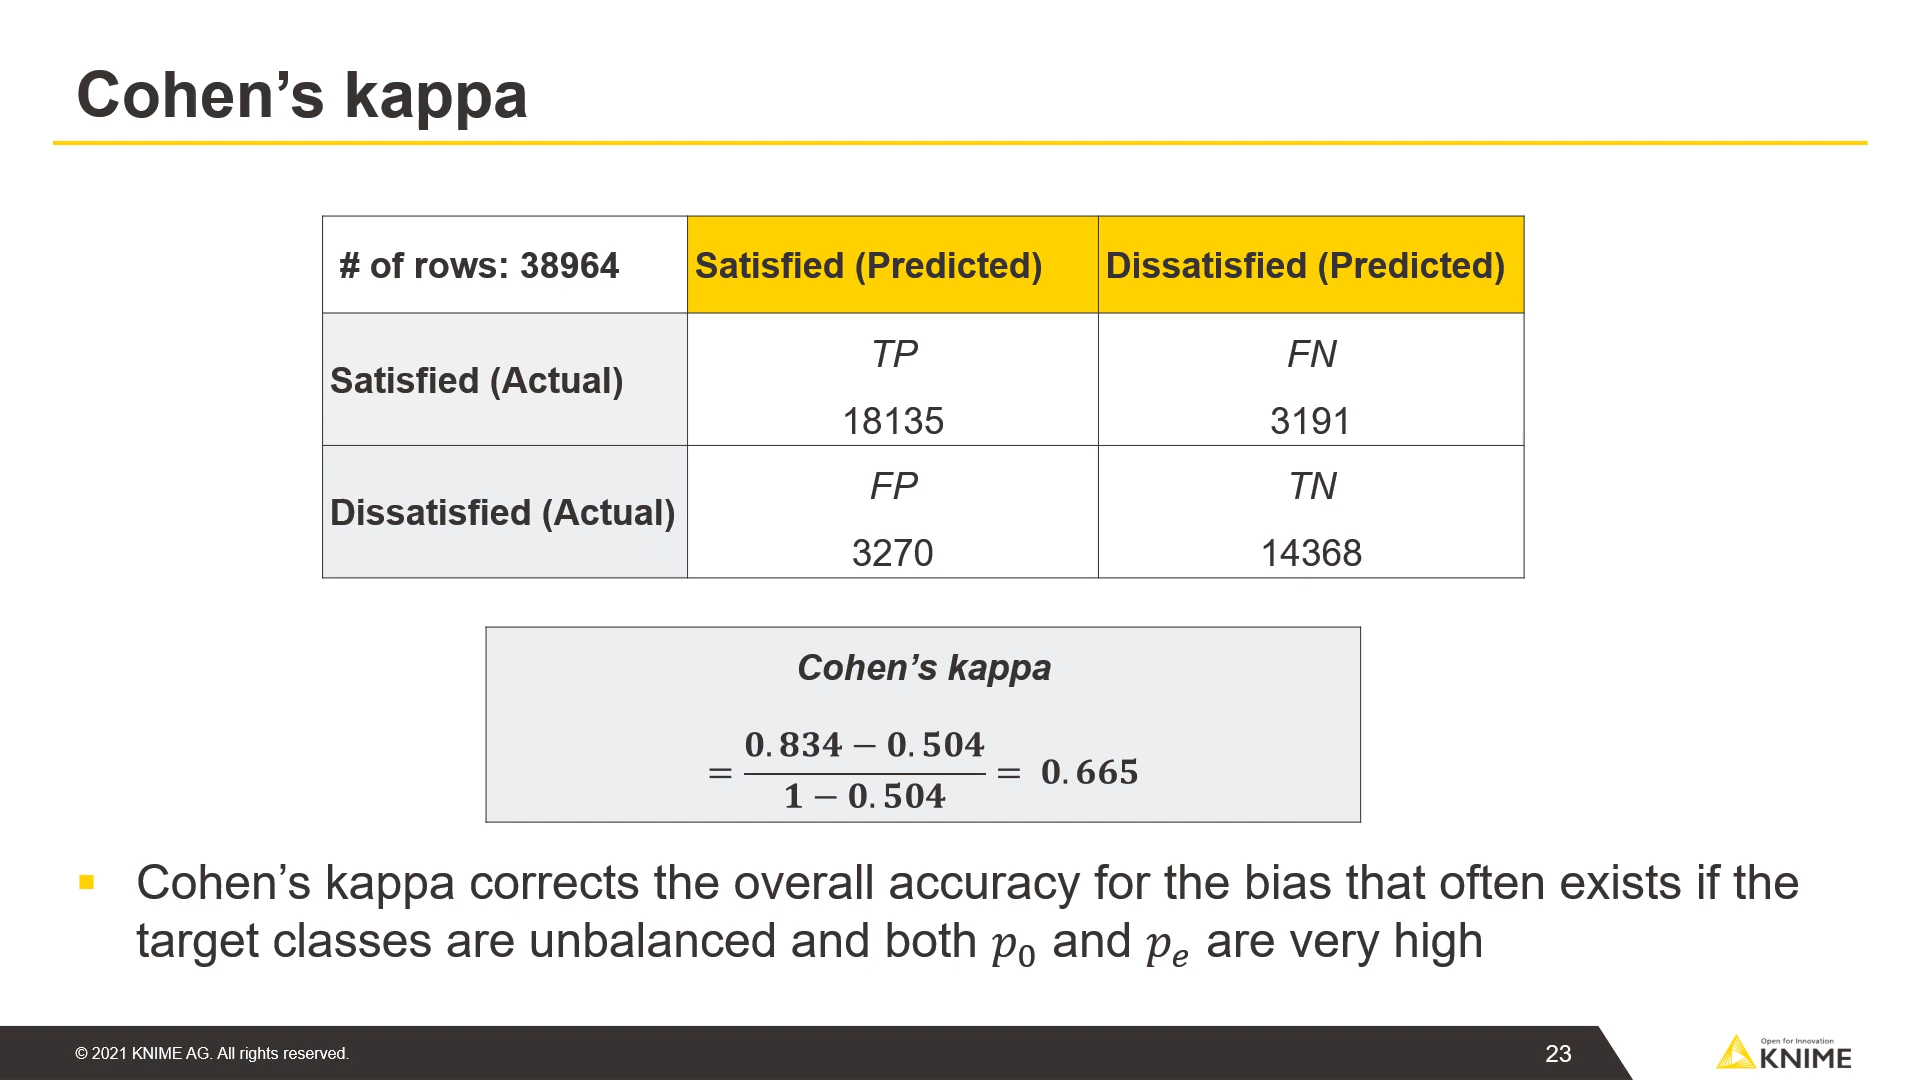 Cohen’s kappa
# of rows: 38964 Satisfied (Predicted) Dissatisfied (Predicted)
Satisfied (Actual)
TP
18135
FN
3191
Dissatisfied (Actual)
FP
3270
TN
14368
Cohen’s kappa
= (0.834 − 0.504) / (1 − 0.504) = 0.665
▪ Cohen’s kappa corrects the overall accuracy for the bias that often exists if the
target classes are unbalanced and both p₀ and pₑ are very high
© 2021 KNIME AG. All rights reserved.
23
Open for Innovation
KNIME